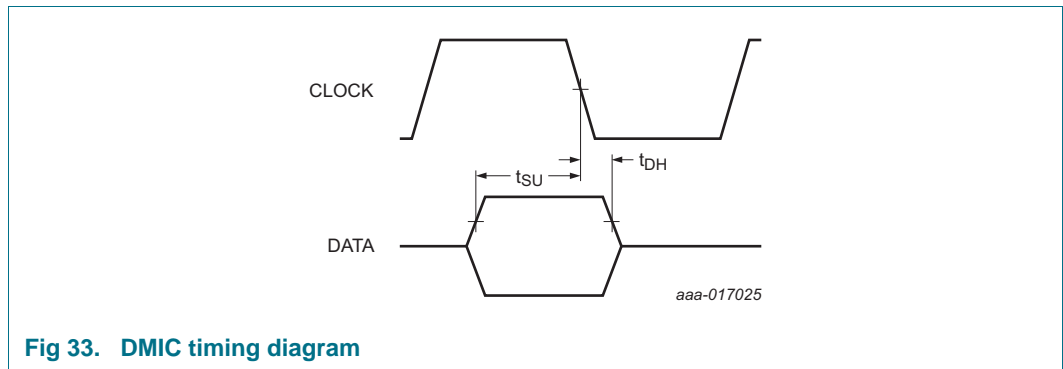 CLOCK
tDH
tSU
DATA
aaa-017025
Fig 33. DMIC timing diagram